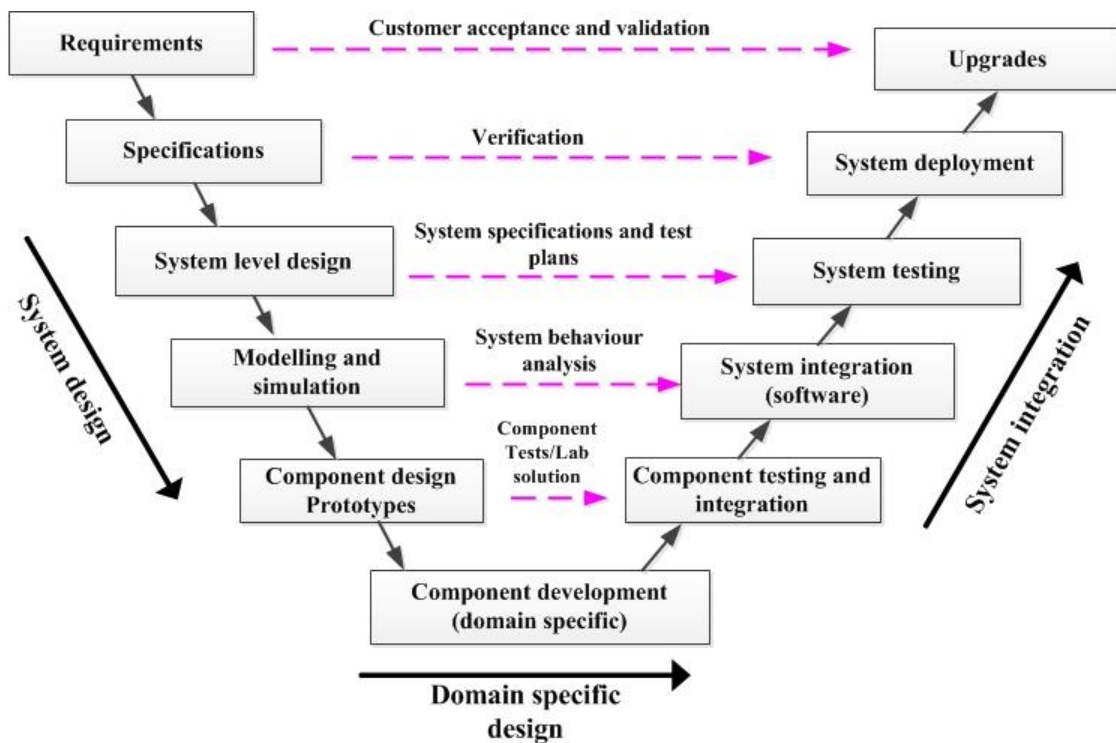 Requirements
Customer acceptance and validation
Upgrades
Specifications
Verification
System deployment
System level design
System specifications and test
plans
System testing
Modelling and
simulation
System behaviour
analysis
System integration
(software)
Component design
Prototypes
Component
Tests/Lab
solution
Component testing and
integration
Component development
(domain specific)
System design
System integration
Domain specific
design